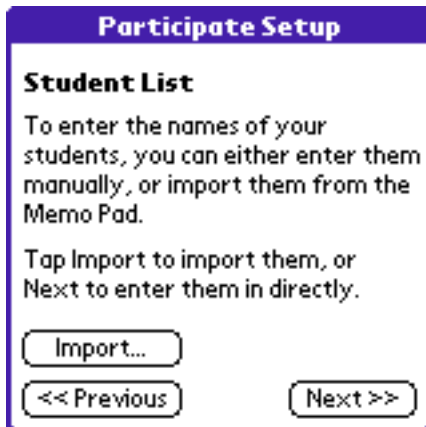 Participate Setup
Student List
To enter the names of your
students, you can either enter them
manually, or import them from the
Memo Pad.
Tap Import to import them, or
Next to enter them in directly.
Import...
<< Previous
Next >>